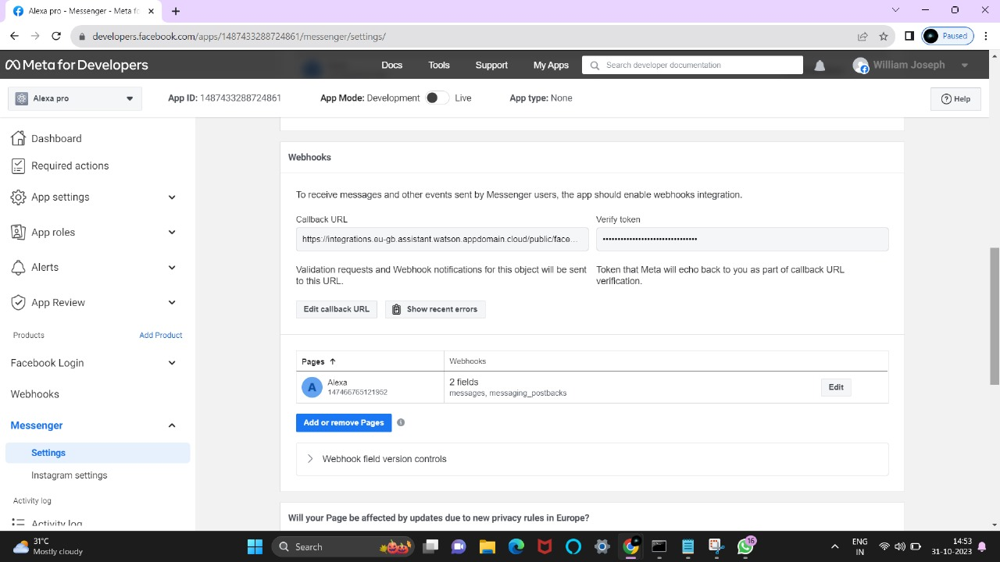 Alexa pro - Messenger - Meta fo
developers.facebook.com/apps/1487433288724861/messenger/settings/
Paused
Meta for Developers
Docs
Tools
Support
My Apps
Search developer documentation
William Joseph
Alexa pro
App ID: 1487433288724861
App Mode: Development
Live
App type: None
Help
Dashboard
Required actions
App settings
App roles
Alerts
App Review
Products
Add Product
Facebook Login
Webhooks
Messenger
Settings
Instagram settings
Activity log
Activity log
Webhooks
To receive messages and other events sent by Messenger users, the app should enable webhooks integration.
Callback URL
Verify token
https://integrations.eu-gb.assistant.watson.appdomain.cloud/public/face...
••••••••••••••••••••••••••••••••
Validation requests and Webhook notifications for this object will be sent
to this URL.
Token that Meta will echo back to you as part of callback URL
verification.
Edit callback URL
Show recent errors
Pages ↑
Webhooks
A
Alexa
147466765121952
2 fields
messages, messaging_postbacks
Edit
Add or remove Pages
Webhook field version controls
Will your Page be affected by updates due to new privacy rules in Europe?
31°C
Mostly cloudy
Search
16
ENG
IN
14:53
31-10-2023